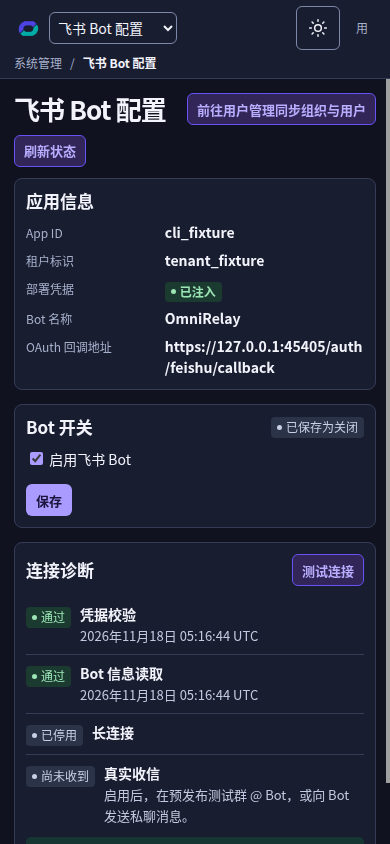 飞书 Bot 配置
用
系统管理 / 飞书 Bot 配置
飞书 Bot 配置
前往用户管理同步组织与用户
刷新状态
应用信息
App ID
cli_fixture
租户标识
tenant_fixture
部署凭据
已注入
Bot 名称
OmniRelay
OAuth 回调地址
https://127.0.0.1:45405/auth
/feishu/callback
Bot 开关
已保存为关闭
启用飞书 Bot
保存
连接诊断
测试连接
通过
凭据校验
2026年11月18日 05:16:44 UTC
通过
Bot 信息读取
2026年11月18日 05:16:44 UTC
已停用
长连接
尚未收到
真实收信
启用后，在预发布测试群 @ Bot，或向 Bot
发送私聊消息。